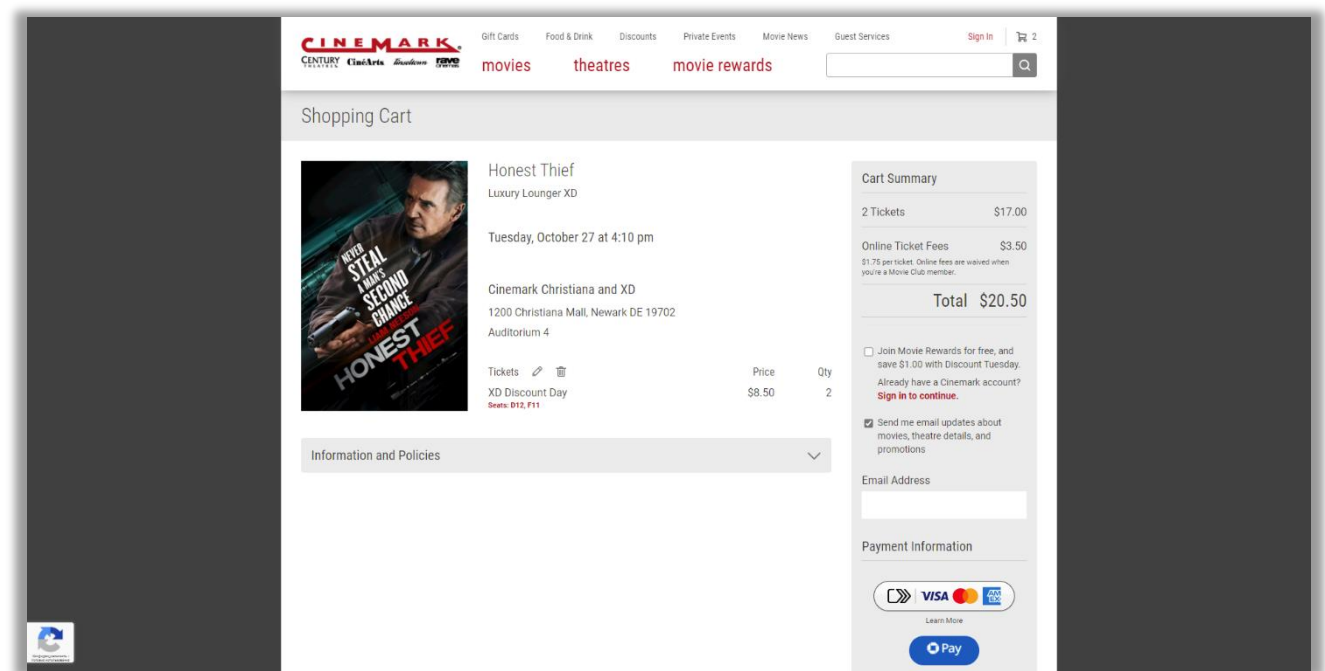 CINEMARK
CENTURY THEATRES CinéArts Tinseltown rave cinemas
Gift Cards Food & Drink Discounts Private Events Movie News Guest Services Sign In 2
movies theatres movie rewards
Shopping Cart
NEVER
STEAL
A MAN'S
SECOND
CHANCE
LIAM NEESON
HONEST
THIEF
Honest Thief
Luxury Lounger XD
Tuesday, October 27 at 4:10 pm
Cinemark Christiana and XD
1200 Christiana Mall, Newark DE 19702
Auditorium 4
Tickets Price Qty
XD Discount Day $8.50 2
Seats: D12, F11
Information and Policies
Cart Summary
2 Tickets $17.00
Online Ticket Fees $3.50
$1.75 per ticket. Online fees are waived when
you're a Movie Club member.
Total $20.50
Join Movie Rewards for free, and
save $1.00 with Discount Tuesday.
Already have a Cinemark account?
Sign in to continue.
Send me email updates about
movies, theatre details, and
promotions
Email Address
Payment Information
VISA AM EX
Learn More
Pay